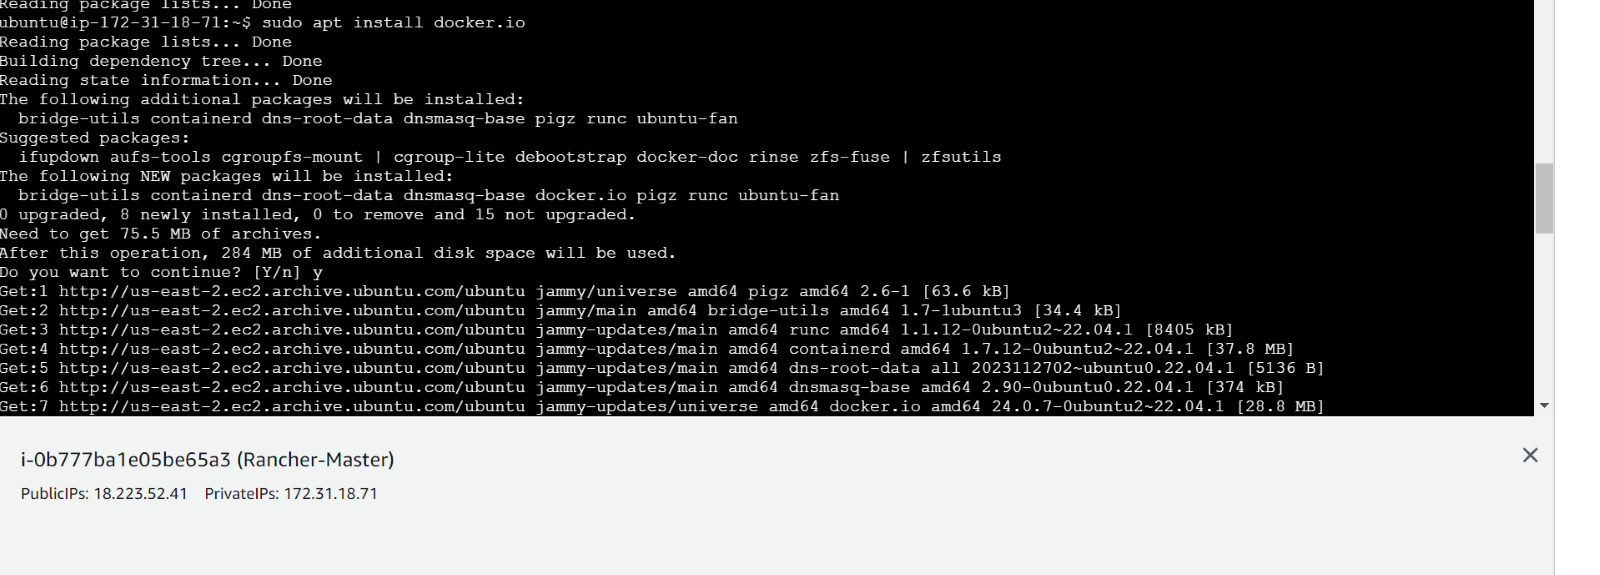 Reading package lists... Done
ubuntu@ip-172-31-18-71:~$ sudo apt install docker.io
Reading package lists... Done
Building dependency tree... Done
Reading state information... Done
The following additional packages will be installed:
  bridge-utils containerd dns-root-data dnsmasq-base pigz runc ubuntu-fan
Suggested packages:
  ifupdown aufs-tools cgroupfs-mount | cgroup-lite debootstrap docker-doc rinse zfs-fuse | zfsutils
The following NEW packages will be installed:
  bridge-utils containerd dns-root-data dnsmasq-base docker.io pigz runc ubuntu-fan
0 upgraded, 8 newly installed, 0 to remove and 15 not upgraded.
Need to get 75.5 MB of archives.
After this operation, 284 MB of additional disk space will be used.
Do you want to continue? [Y/n] y
Get:1 http://us-east-2.ec2.archive.ubuntu.com/ubuntu jammy/universe amd64 pigz amd64 2.6-1 [63.6 kB]
Get:2 http://us-east-2.ec2.archive.ubuntu.com/ubuntu jammy/main amd64 bridge-utils amd64 1.7-1ubuntu3 [34.4 kB]
Get:3 http://us-east-2.ec2.archive.ubuntu.com/ubuntu jammy-updates/main amd64 runc amd64 1.1.12-0ubuntu2~22.04.1 [8405 kB]
Get:4 http://us-east-2.ec2.archive.ubuntu.com/ubuntu jammy-updates/main amd64 containerd amd64 1.7.12-0ubuntu2~22.04.1 [37.8 MB]
Get:5 http://us-east-2.ec2.archive.ubuntu.com/ubuntu jammy-updates/main amd64 dns-root-data all 2023112702~ubuntu0.22.04.1 [5136 B]
Get:6 http://us-east-2.ec2.archive.ubuntu.com/ubuntu jammy-updates/main amd64 dnsmasq-base amd64 2.90-0ubuntu0.22.04.1 [374 kB]
Get:7 http://us-east-2.ec2.archive.ubuntu.com/ubuntu jammy-updates/universe amd64 docker.io amd64 24.0.7-0ubuntu2~22.04.1 [28.8 MB]
i-0b777ba1e05be65a3 (Rancher-Master)
PublicIPs: 18.223.52.41 PrivateIPs: 172.31.18.71